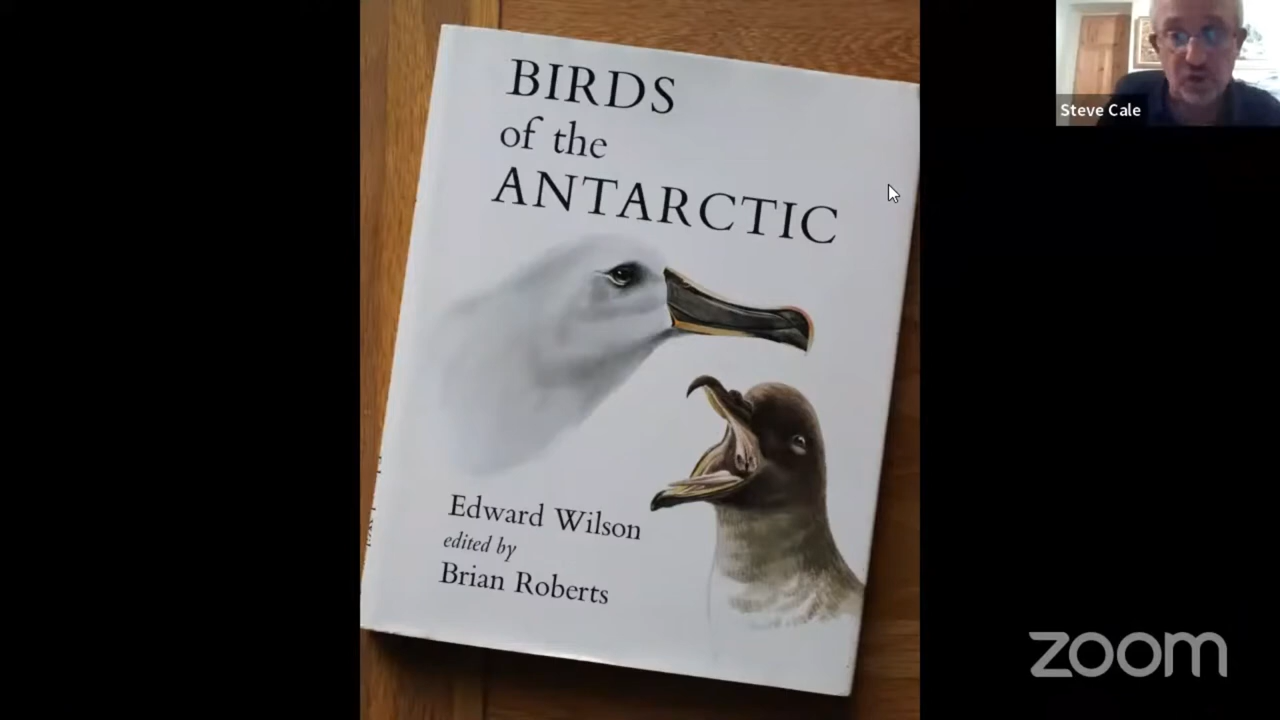 BIRDS
of the
ANTARCTIC
Edward Wilson
edited by
Brian Roberts
Steve Cale
zoom